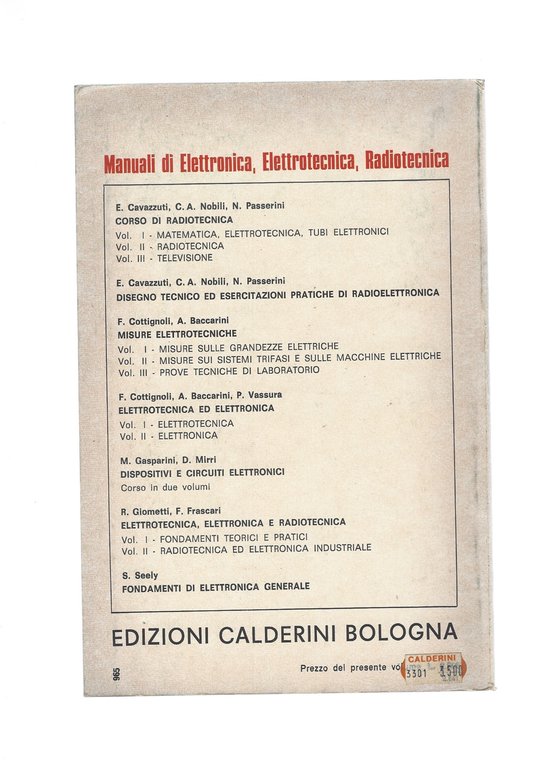 Manuali di Elettronica, Elettrotecnica, Radiotecnica
E. Cavazzuti, C. A. Nobili, N. Passerini
CORSO DI RADIOTECNICA
Vol. I - MATEMATICA, ELETTROTECNICA, TUBI ELETTRONICI
Vol. II - RADIOTECNICA
Vol. III - TELEVISIONE
E. Cavazzuti, C. A. Nobili, N. Passerini
DISEGNO TECNICO ED ESERCITAZIONI PRATICHE DI RADIOELETTRONICA
F. Cottignoli, A. Baccarini
MISURE ELETTROTECNICHE
Vol. I - MISURE SULLE GRANDEZZE ELETTRICHE
Vol. II - MISURE SUI SISTEMI TRIFASI E SULLE MACCHINE ELETTRICHE
Vol. III - PROVE TECNICHE DI LABORATORIO
F. Cottignoli, A. Baccarini, P. Vassura
ELETTROTECNICA ED ELETTRONICA
Vol. I - ELETTROTECNICA
Vol. II - ELETTRONICA
M. Gasparini, D. Mirri
DISPOSITIVI E CIRCUITI ELETTRONICI
Corso in due volumi
R. Giometti, F. Frascari
ELETTROTECNICA, ELETTRONICA E RADIOTECNICA
Vol. I - FONDAMENTI TEORICI E PRATICI
Vol. II - RADIOTECNICA ED ELETTRONICA INDUSTRIALE
S. Seely
FONDAMENTI DI ELETTRONICA GENERALE
EDIZIONI CALDERINI BOLOGNA
965
Prezzo del presente vol
CALDERINI
3301 3.500